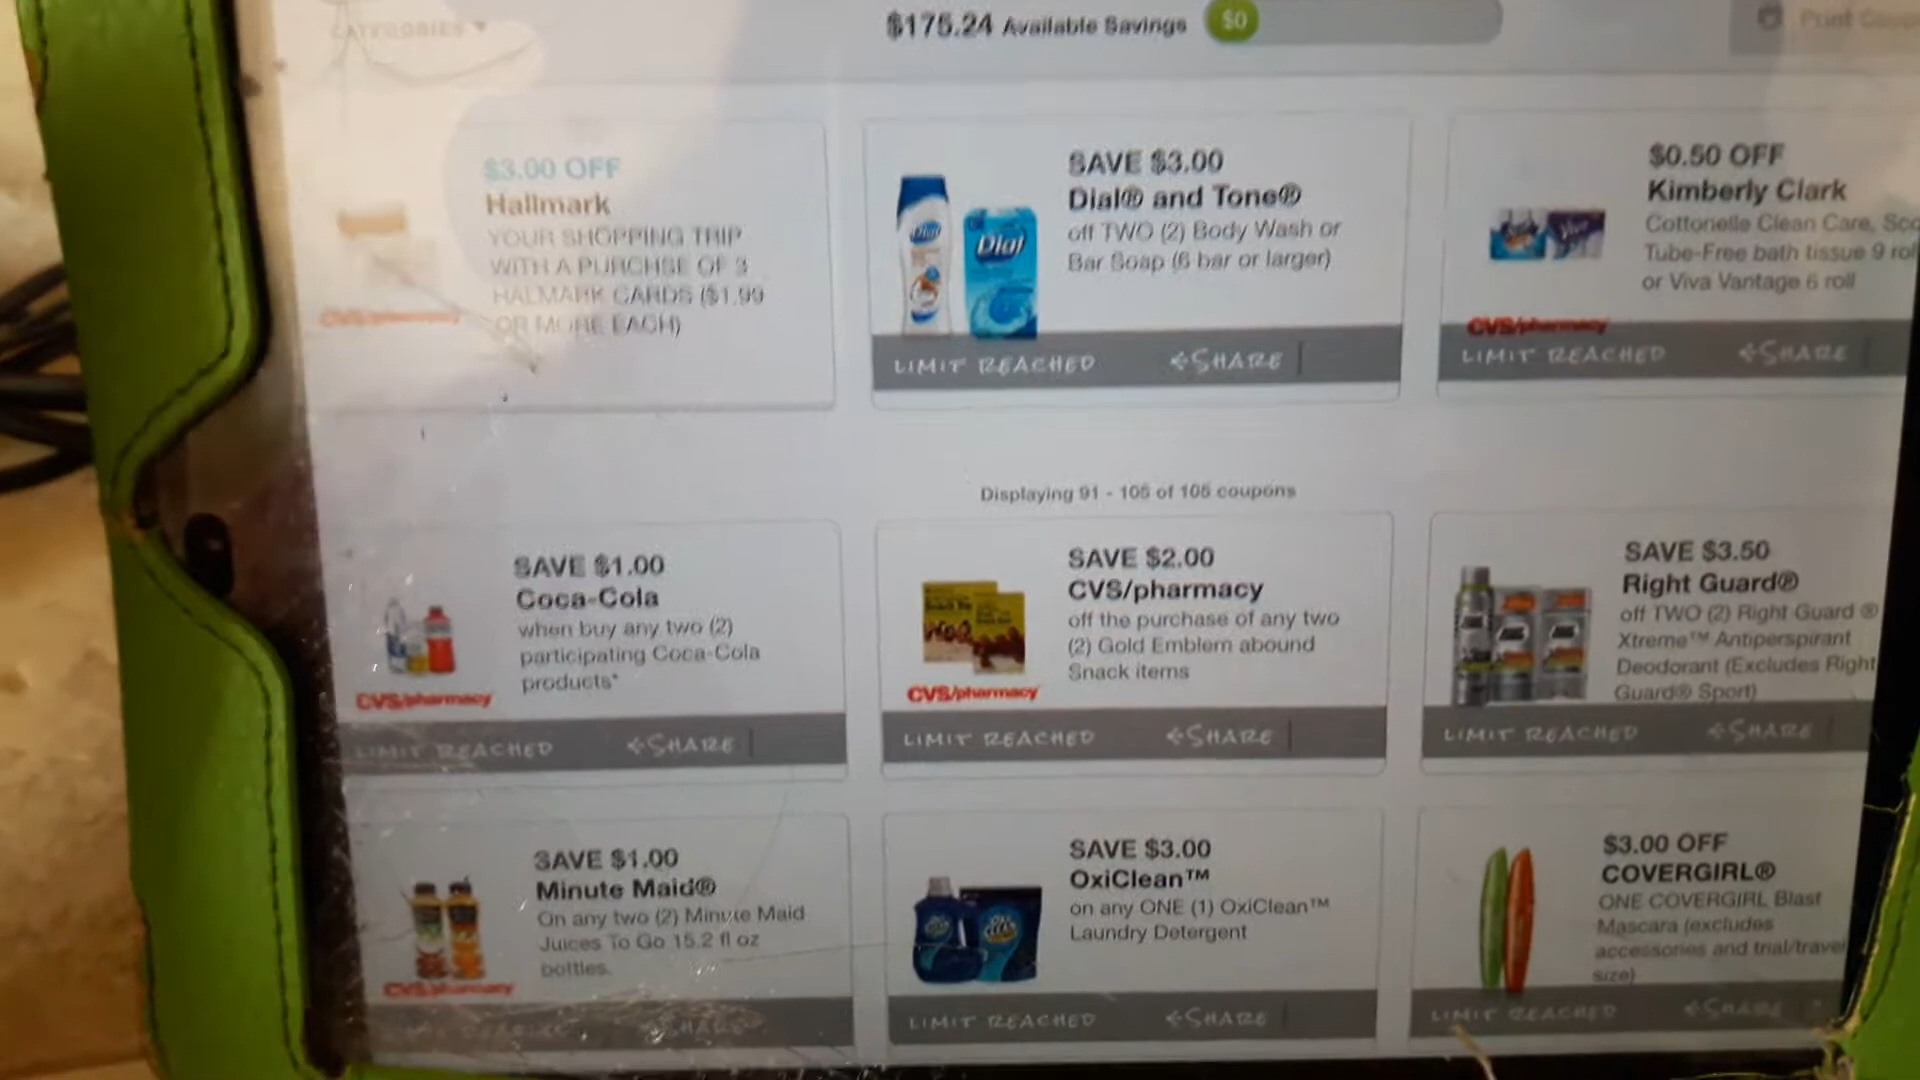 CATEGORIES
$175.24 Available Savings
$0
Print
$3.00 OFF
Hallmark
YOUR SHOPPING TRIP
WITH A PURCHSE OF 3
HALMARK CARDS ($1.99
OR MORE EACH)
CVS/pharmacy
SAVE $3.00
Dial® and Tone®
off TWO (2) Body Wash or
Bar Soap (6 bar or larger)
Dial
Dial
LIMIT REACHED
SHARE
$0.50 OFF
Kimberly Clark
Cottonelle Clean Care,
Tube-Free bath tissue 9
or Viva Vantage 6 roll
Viva
CVS/pharmacy
LIMIT REACHED
SHARE
Displaying 91 - 105 of 105 coupons
SAVE $1.00
Coca-Cola
when buy any two (2)
participating Coca-Cola
products*
CVS/pharmacy
LIMIT REACHED
SHARE
SAVE $2.00
CVS/pharmacy
off the purchase of any two
(2) Gold Emblem abound
Snack items
CVS/pharmacy
LIMIT REACHED
SHARE
SAVE $3.50
Right Guard®
off TWO (2) Right Guard ®
Xtreme™ Antiperspirant
Deodorant (Excludes Right
Guard® Sport)
LIMIT REACHED
SHARE
SAVE $1.00
Minute Maid®
On any two (2) Minute Maid
Juices To Go 15.2 fl oz
bottles.
CVS/pharmacy
SHARE
SAVE $3.00
OxiClean™
on any ONE (1) OxiClean™
Laundry Detergent
LIMIT REACHED
SHARE
$3.00 OFF
COVERGIRL®
ONE COVERGIRL Blast
Mascara (excludes
accessories and trial/travel
size)
LIMIT REACHED
SHARE